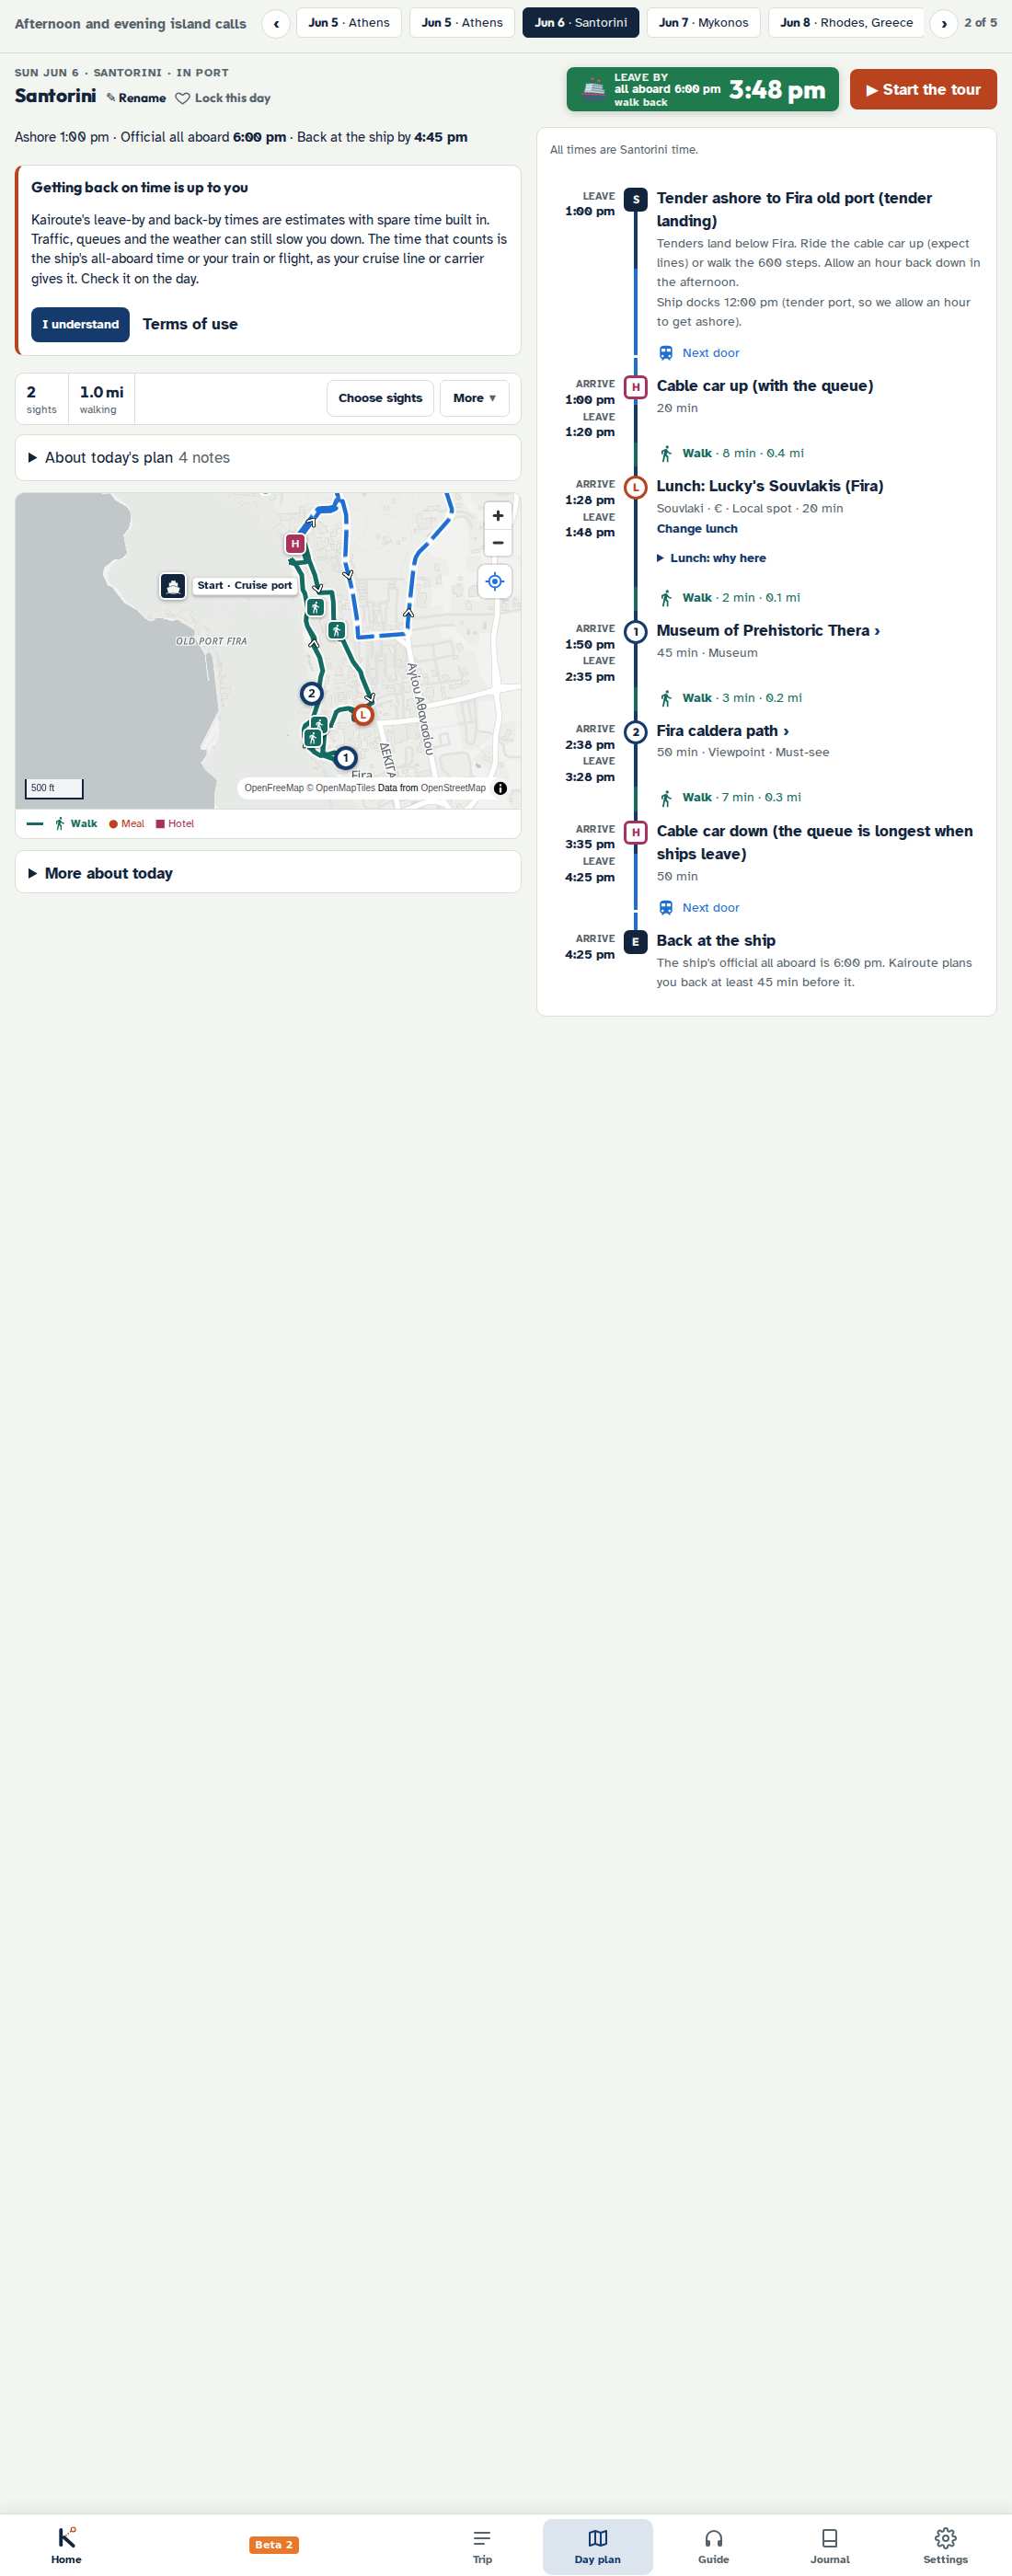 Afternoon and evening island calls
‹
Jun 5 · Athens
Jun 5 · Athens
Jun 6 · Santorini
Jun 7 · Mykonos
Jun 8 · Rhodes, Greece
›
2 of 5
SUN JUN 6 · SANTORINI · IN PORT
Santorini ✎ Rename Lock this day
LEAVE BY
all aboard 6:00 pm
walk back
3:48 pm
▶ Start the tour
Ashore 1:00 pm · Official all aboard 6:00 pm · Back at the ship by 4:45 pm
Getting back on time is up to you
Kairoute's leave-by and back-by times are estimates with spare time built in.
Traffic, queues and the weather can still slow you down. The time that counts is
the ship's all-aboard time or your train or flight, as your cruise line or carrier
gives it. Check it on the day.
I understand
Terms of use
2
sights
1.0 mi
walking
Choose sights
More ▼
▶ About today's plan 4 notes
H
Start · Cruise port
OLD PORT FIRA
2
L
1
Αγίου Αθανασίου
ΔΕΚΙΓΑ
Fira
+
−
500 ft
OpenFreeMap © OpenMapTiles Data from OpenStreetMap
Walk
Meal
Hotel
▶ More about today
All times are Santorini time.
LEAVE
1:00 pm
S
Tender ashore to Fira old port (tender
landing)
Tenders land below Fira. Ride the cable car up (expect
lines) or walk the 600 steps. Allow an hour back down in
the afternoon.
Ship docks 12:00 pm (tender port, so we allow an hour
to get ashore).
Next door
ARRIVE
1:00 pm
LEAVE
1:20 pm
H
Cable car up (with the queue)
20 min
Walk · 8 min · 0.4 mi
ARRIVE
1:28 pm
LEAVE
1:48 pm
L
Lunch: Lucky's Souvlakis (Fira)
Souvlaki · € · Local spot · 20 min
Change lunch
▶ Lunch: why here
Walk · 2 min · 0.1 mi
ARRIVE
1:50 pm
LEAVE
2:35 pm
1
Museum of Prehistoric Thera ›
45 min · Museum
Walk · 3 min · 0.2 mi
ARRIVE
2:38 pm
LEAVE
3:28 pm
2
Fira caldera path ›
50 min · Viewpoint · Must-see
Walk · 7 min · 0.3 mi
ARRIVE
3:35 pm
LEAVE
4:25 pm
H
Cable car down (the queue is longest when
ships leave)
50 min
Next door
ARRIVE
4:25 pm
E
Back at the ship
The ship's official all aboard is 6:00 pm. Kairoute plans
you back at least 45 min before it.
Home
Beta 2
Trip
Day plan
Guide
Journal
Settings